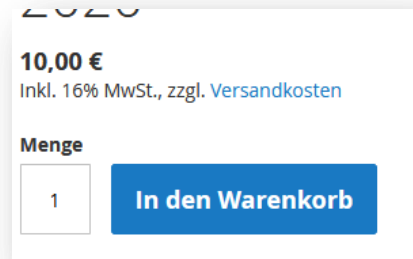 10,00 €
Inkl. 16% MwSt., zzgl. Versandkosten
Menge
1
In den Warenkorb